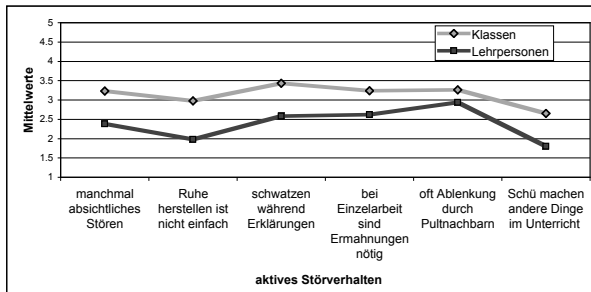 5
4.5
4
3.5
3
2.5
2
1.5
1
Mittelwerte
Klassen
Lehrpersonen
manchmal
absichtliches
Stören
Ruhe
herstellen ist
nicht einfach
schwatzen
während
Erklärungen
bei
Einzelarbeit
sind
Ermahnungen
nötig
oft Ablenkung
durch
Pultnachbarn
Schü machen
andere Dinge
im Unterricht
aktives Störverhalten